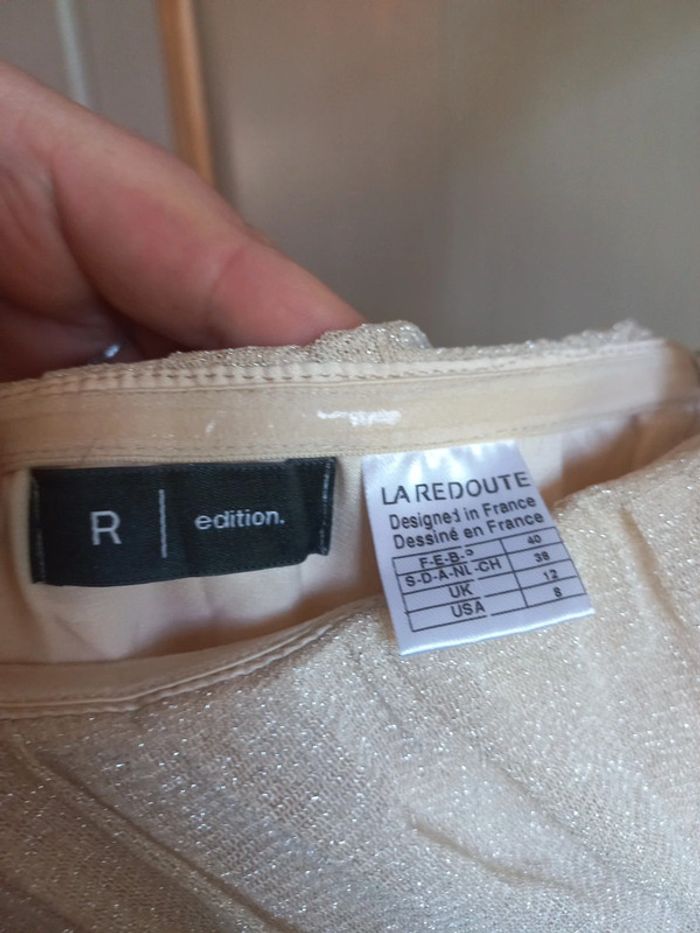 R | edition.
LA REDOUTE
Designed in France
Dessiné en France
F-E-B-P 40
S-D-A-NL-CH 38
UK 12
USA 8